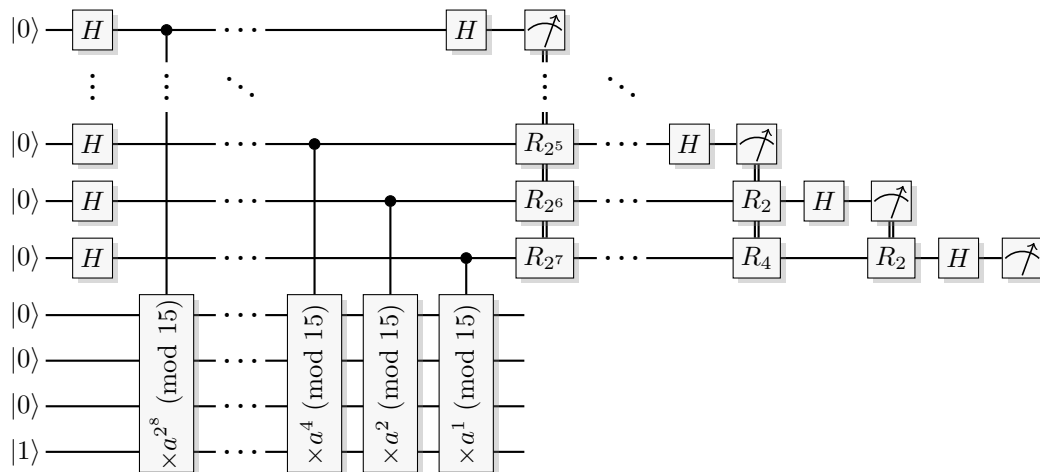 |0⟩ H ··· H
⋮ ⋮ ⋱ ⋮ ⋱
|0⟩ H ··· R_{2^5} ··· H
|0⟩ H ··· R_{2^6} ··· R_2 H
|0⟩ H ··· R_{2^7} ··· R_4 R_2 H
|0⟩ ···
|0⟩ ···
|0⟩ ···
|1⟩ ···
×a^{2^8} (mod 15)
×a^4 (mod 15)
×a^2 (mod 15)
×a^1 (mod 15)